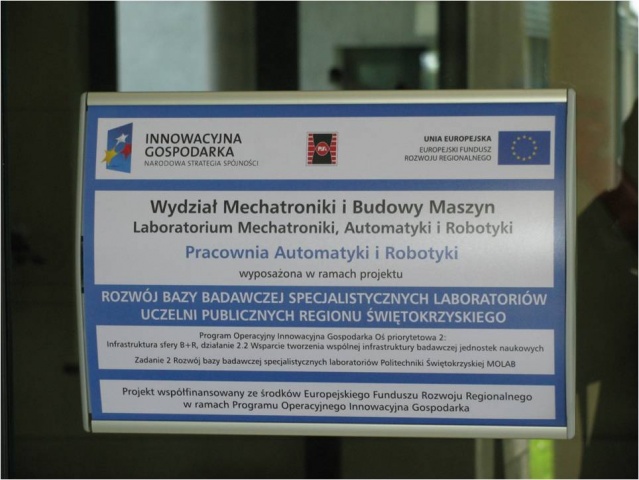 INNOWACYJNA
GOSPODARKA
NARODOWA STRATEGIA SPÓJNOŚCI
UNIA EUROPEJSKA
EUROPEJSKI FUNDUSZ
ROZWOJU REGIONALNEGO
Wydział Mechatroniki i Budowy Maszyn
Laboratorium Mechatroniki, Automatyki i Robotyki
Pracownia Automatyki i Robotyki
wyposażona w ramach projektu
ROZWÓJ BAZY BADAWCZEJ SPECJALISTYCZNYCH LABORATORIÓW
UCZELNI PUBLICZNYCH REGIONU ŚWIĘTOKRZYSKIEGO
Program Operacyjny Innowacyjna Gospodarka Oś priorytetowa 2:
Infrastruktura sfery B+R, działanie 2.2 Wsparcie tworzenia wspólnej infrastruktury badawczej jednostek naukowych
Zadanie 2 Rozwój bazy badawczej specjalistycznych laboratoriów Politechniki Świętokrzyskiej MOLAB
Projekt współfinansowany ze środków Europejskiego Funduszu Rozwoju Regionalnego
w ramach Programu Operacyjnego Innowacyjna Gospodarka